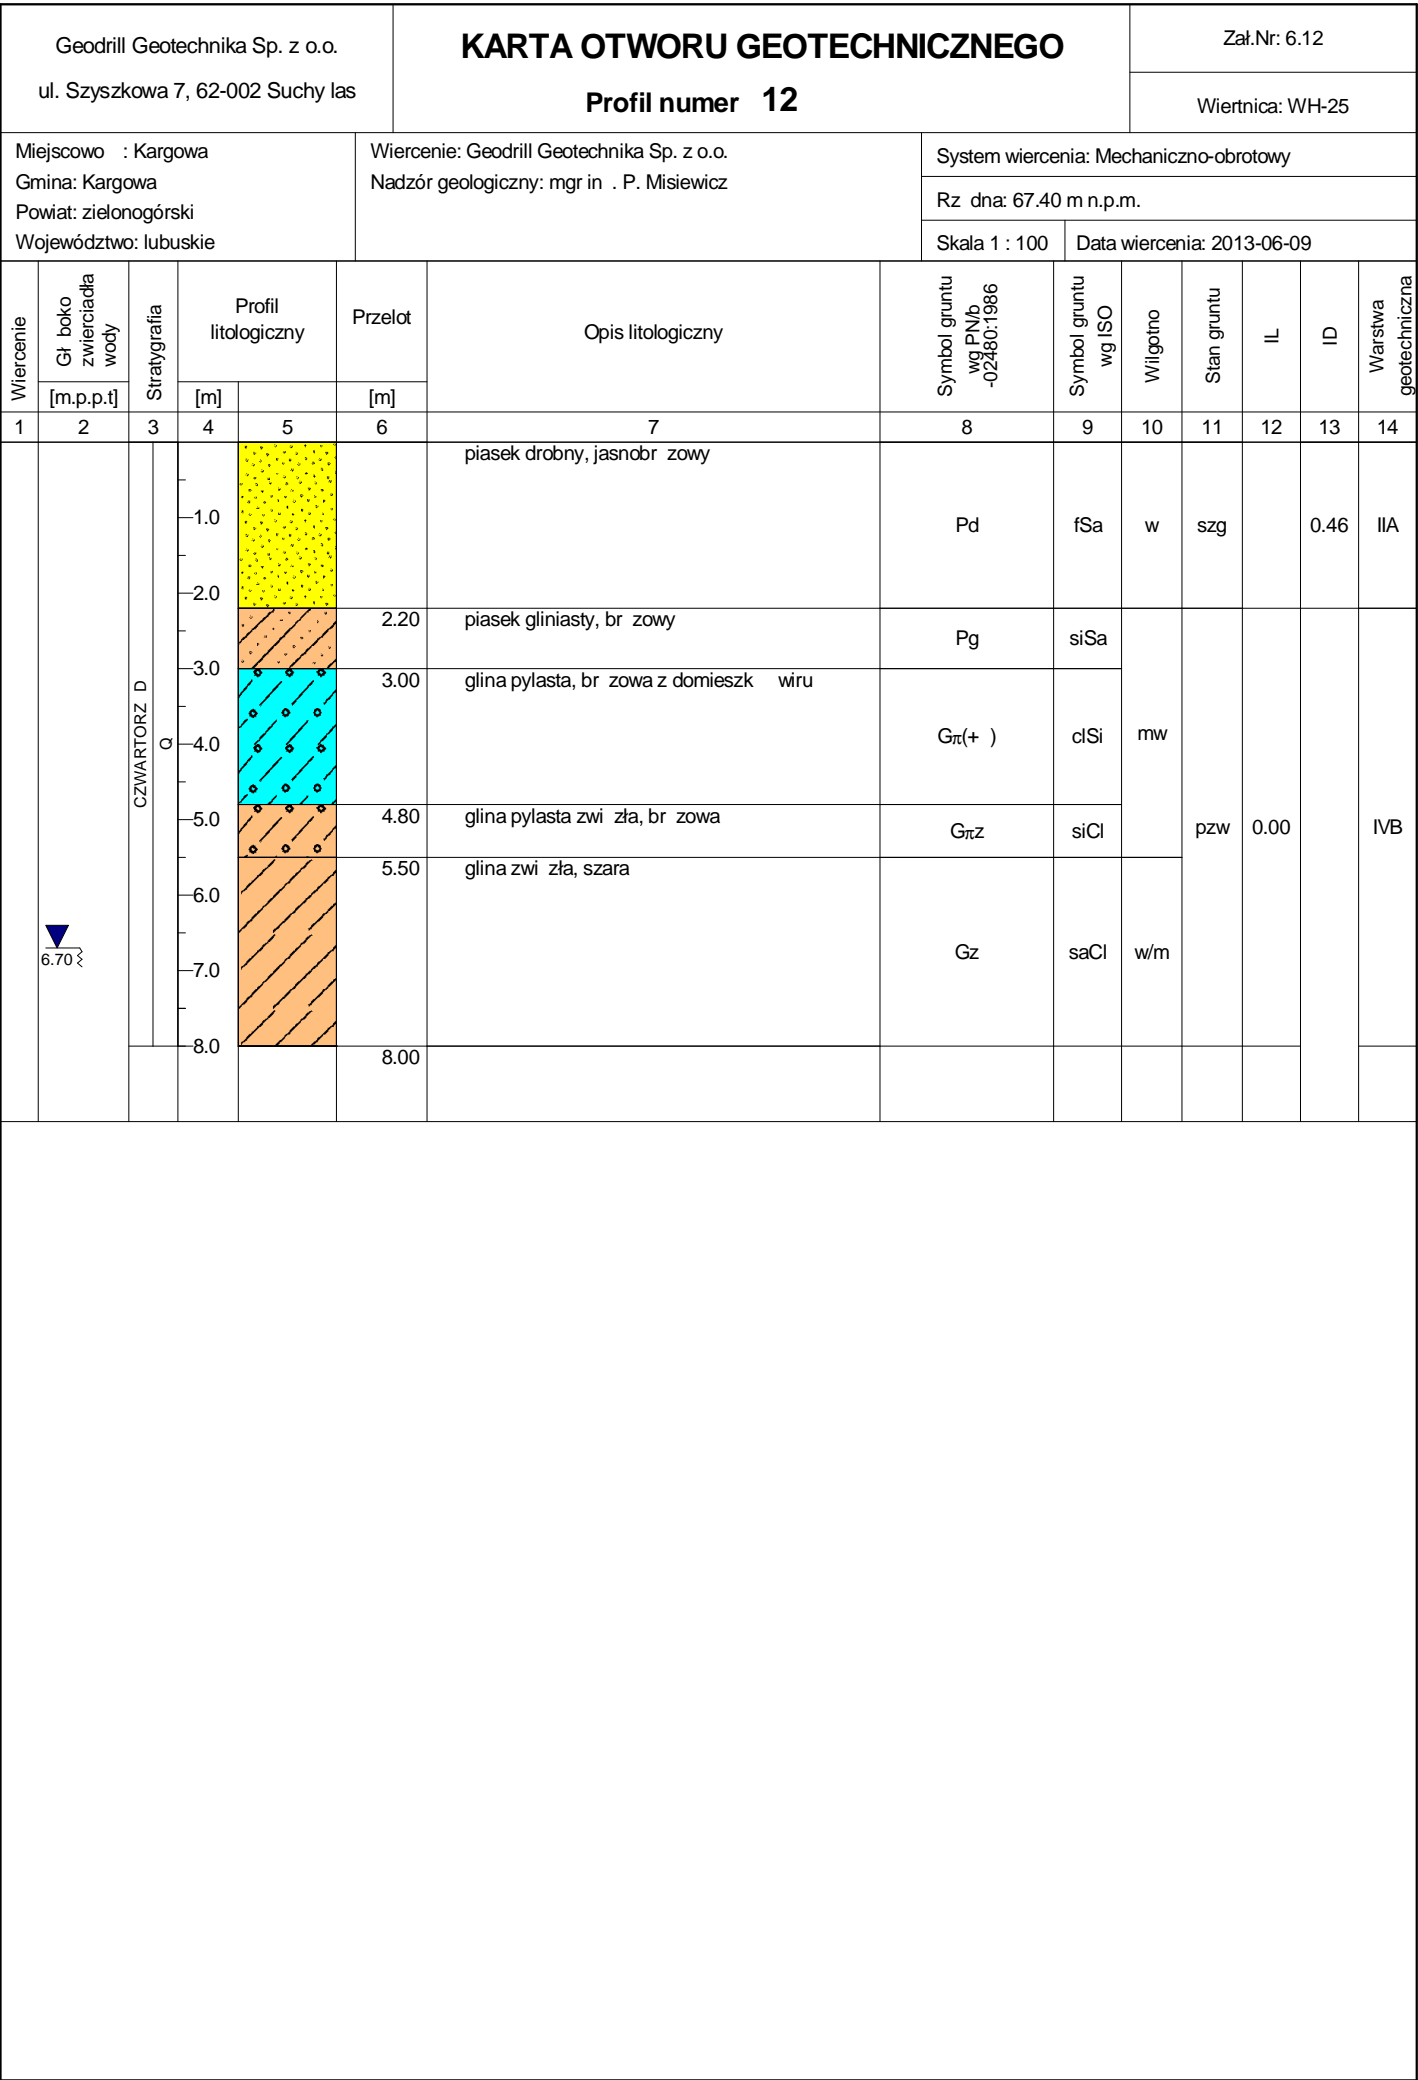 Geodrill Geotechnika Sp. z o.o.
ul. Szyszkowa 7, 62-002 Suchy las
KARTA OTWORU GEOTECHNICZNEGO
Profil numer 12
Zał.Nr: 6.12
Wiertnica: WH-25
Miejscowo : Kargowa
Gmina: Kargowa
Powiat: zielonogórski
Województwo: lubuskie
Wiercenie: Geodrill Geotechnika Sp. z o.o.
Nadzór geologiczny: mgr in . P. Misiewicz
System wiercenia: Mechaniczno-obrotowy
Rz dna: 67.40 m n.p.m.
Skala 1 : 100
Data wiercenia: 2013-06-09
Wiercenie
Gł boko
zwierciadła
wody
[m.p.p.t]
Stratygrafia
Profil
litologiczny
[m]
Przelot
[m]
Opis litologiczny
Symbol gruntu
wg PN/b
-02480:1986
Symbol gruntu
wg ISO
Wilgotno
Stan gruntu
IL
ID
Warstwa
geotechniczna
1 2 3 4 5 6 7 8 9 10 11 12 13 14
piasek drobny, jasnobr zowy
1.0
Pd fSa w szg 0.46 IIA
2.0
2.20 piasek gliniasty, br zowy
Pg siSa
3.0
3.00 glina pylasta, br zowa z domieszk wiru
CZWARTORZ D
Q
4.0
Gπ(+ ) clSi mw
4.80 glina pylasta zwi zła, br zowa
5.0
Gπz siCl
pzw 0.00 IVB
5.50 glina zwi zła, szara
6.0
6.70
Gz saCl w/m
7.0
8.0
8.00